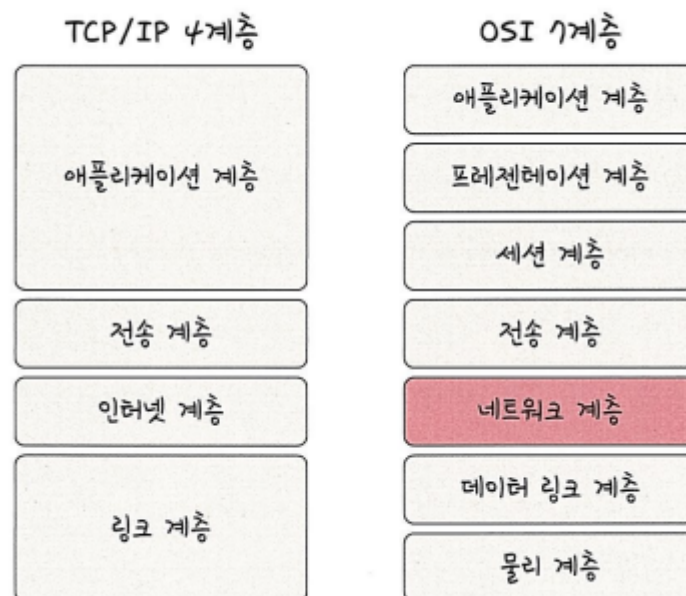 TCP/IP 4계층
애플리케이션 계층
전송 계층
인터넷 계층
링크 계층
OSI 7계층
애플리케이션 계층
프레젠테이션 계층
세션 계층
전송 계층
네트워크 계층
데이터 링크 계층
물리 계층